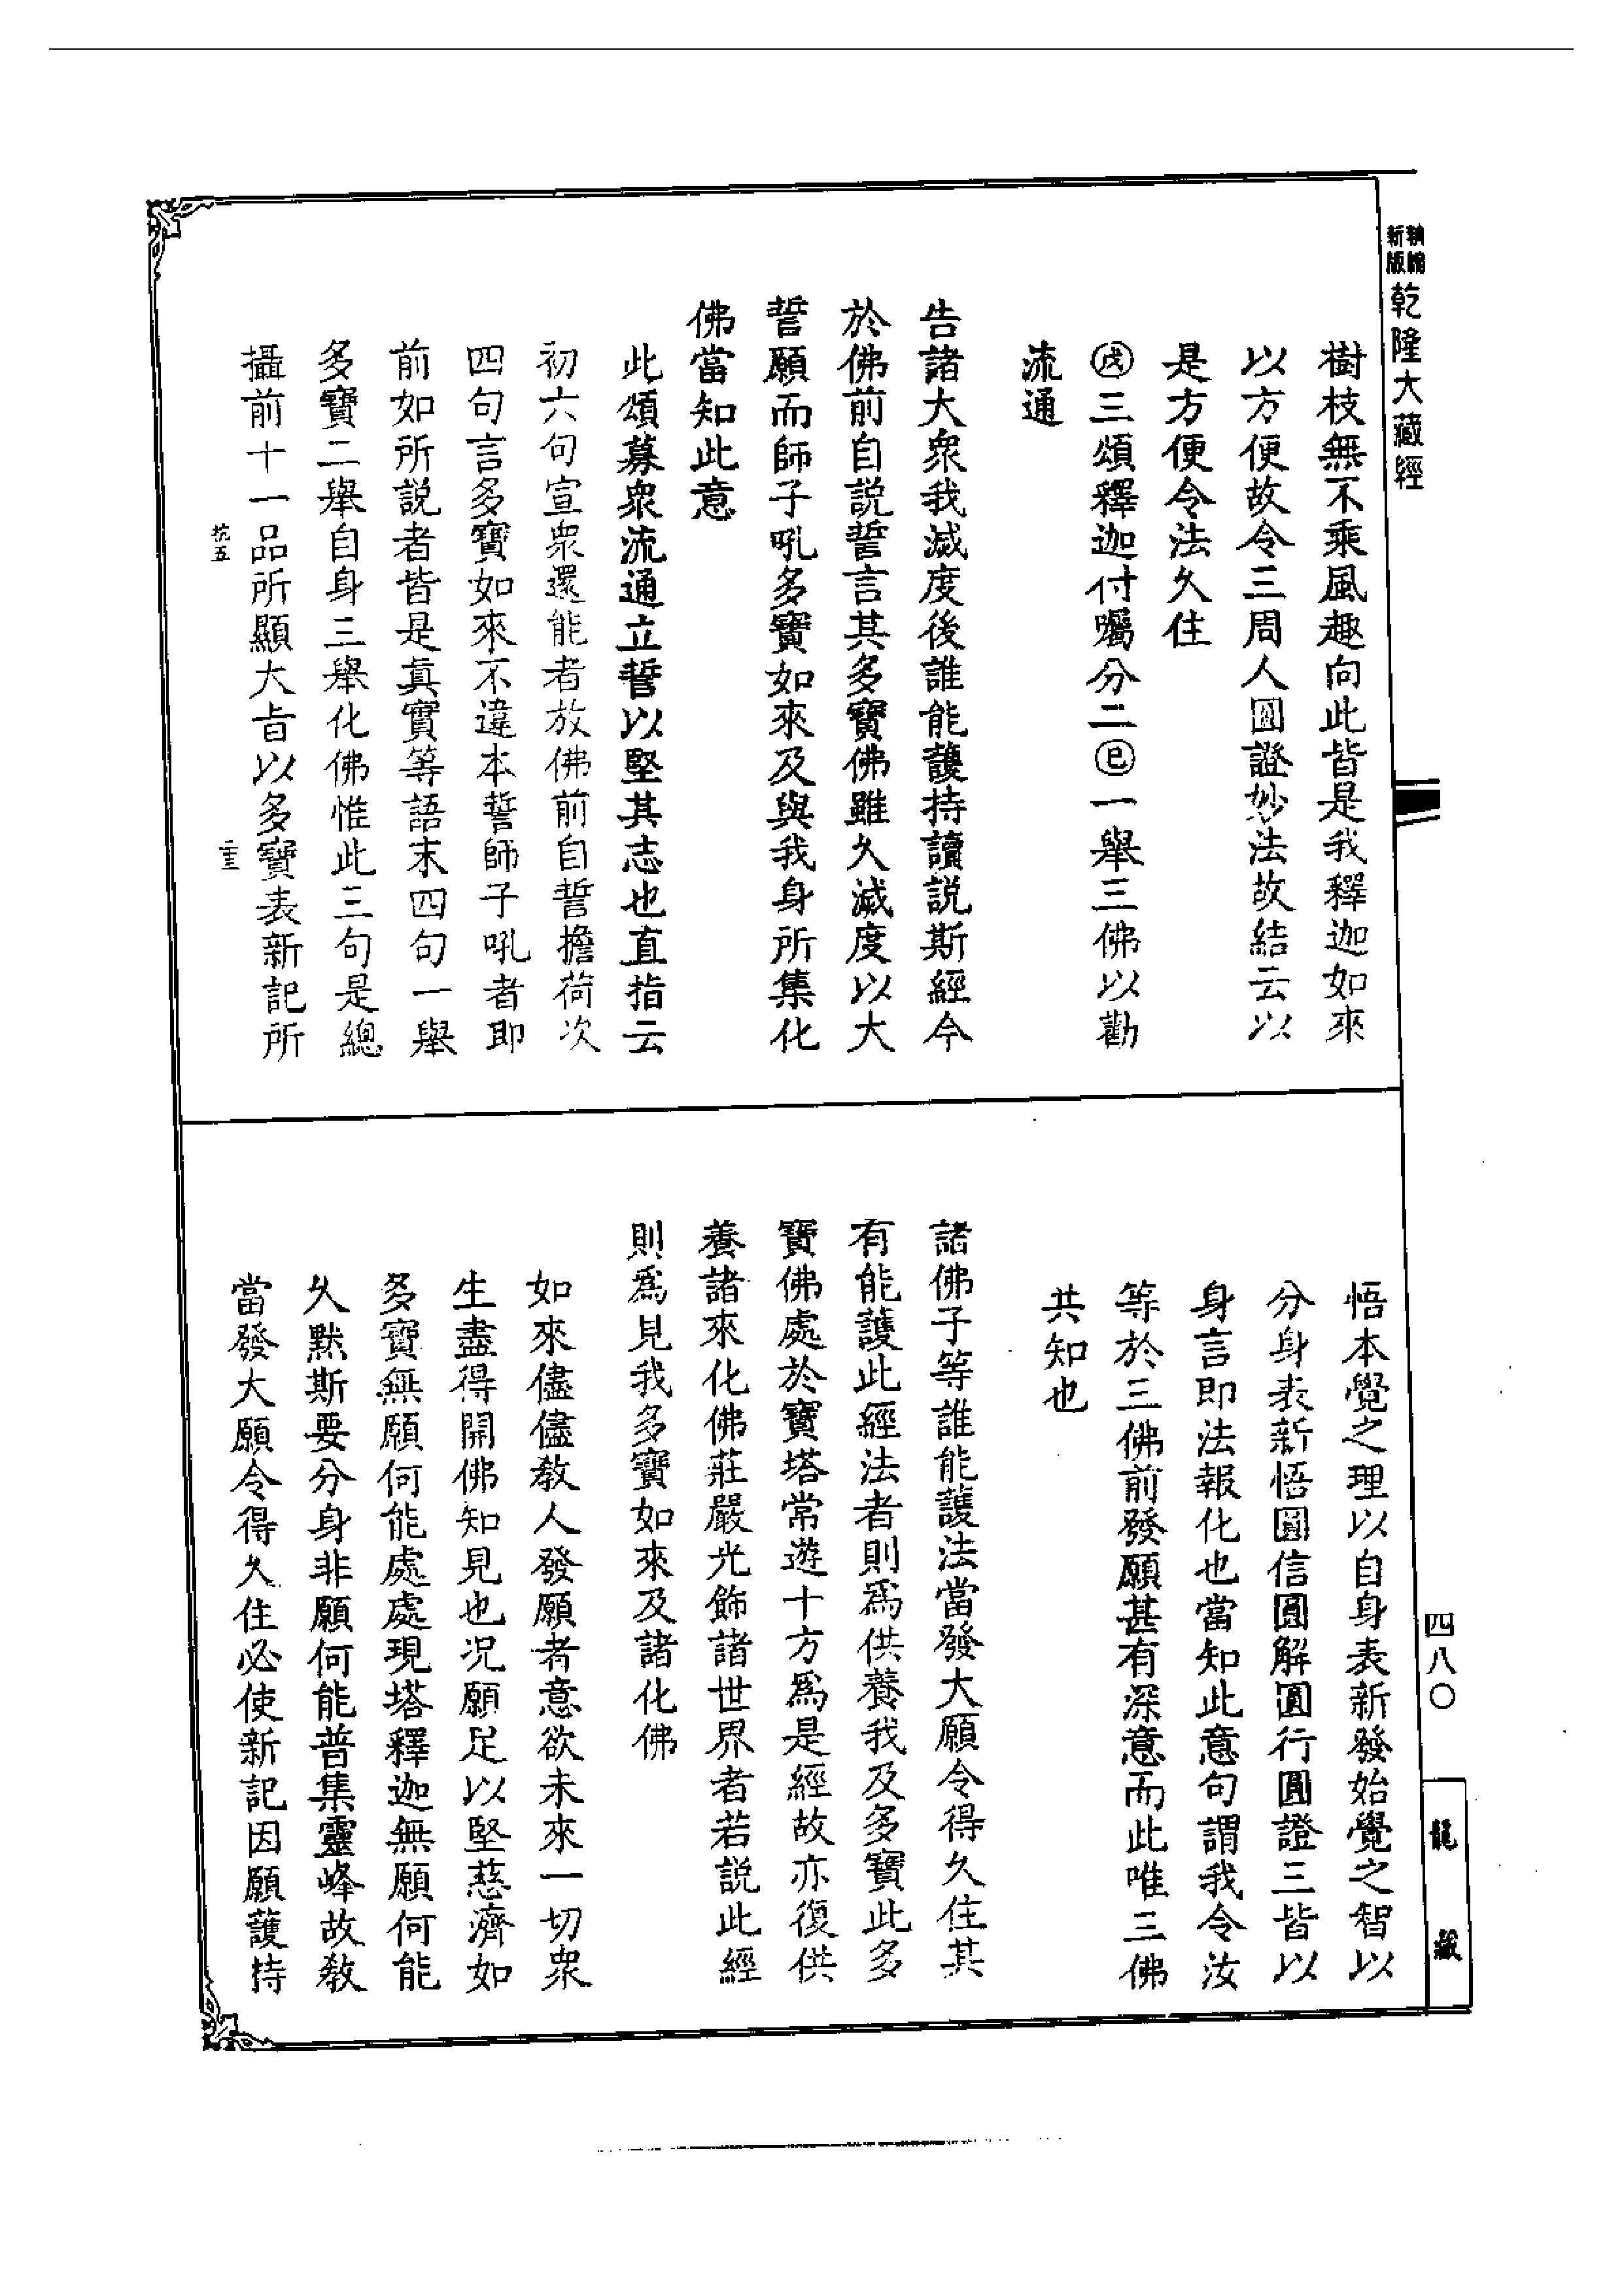 新版
乾隆大藏經
樹枝無不乘風趣向此皆是我釋迦如來
以方便故令三周人圓證妙法故結云以
是方便令法久住
㊍三頌釋迦付囑分二㊁一舉三佛以勸
流通
告諸大衆我滅度後誰能護持讀説斯經今
於佛前自説誓言其多寶佛雖久滅度以大
誓願而師子吼多寶如來及與我身所集化
佛當知此意
此頌募衆流通立誓以堅其志也直指云
初六句宣衆還能者放佛前自誓擔荷次
四句言多寶如來不違本誓師子吼者即
前如所説者皆是真實等語末四句一舉
多寶二舉自身三舉化佛惟此三句是總
攝前十一品所顯大旨以多寶表新記所
悟本覺之理以自身表新發始覺之智以
分身表新悟圓信圓解圓行圓證三皆以
身言即法報化也當知此意句謂我令汝
等於三佛前發願甚有深意而此唯三佛
共知也
諸佛子等誰能護法當發大願令得久住其
有能護此經法者則爲供養我及多寶此多
寶佛處於寶塔常遊十方爲是經故亦復供
養諸來化佛莊嚴光飾諸世界者若説此經
則爲見我多寶如來及諸化佛
如來儘儘教人發願者意欲未來一切衆
生盡得開佛知見也况願足以堅慈濟如
多寶無願何能處處現塔釋迦無願何能
久默斯要分身非願何能普集靈峰故教
當發大願令得久住必使新記因願護持
四八〇
龍藏